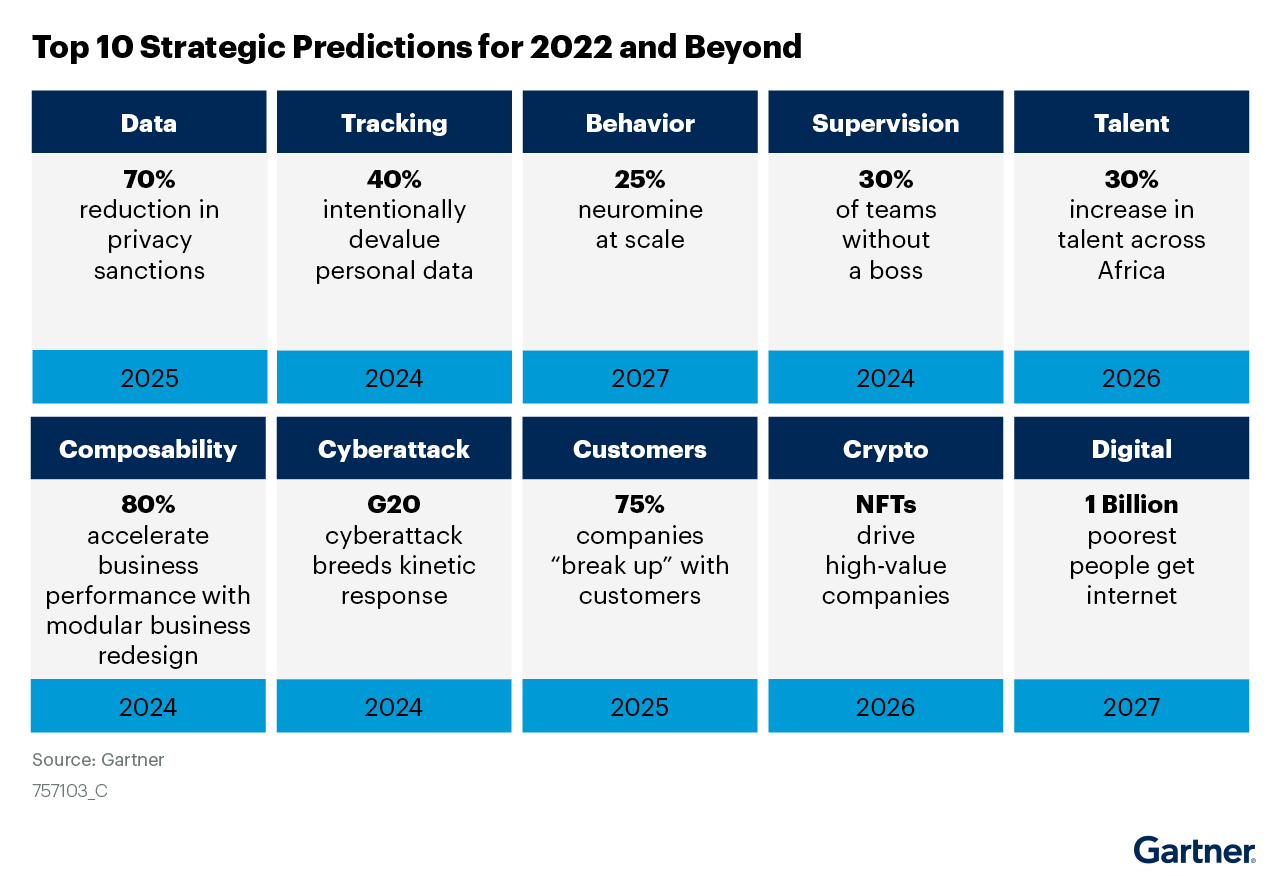 Top 10 Strategic Predictions for 2022 and Beyond
Data
70%
reduction in
privacy
sanctions
2025
Tracking
40%
intentionally
devalue
personal data
2024
Behavior
25%
neuromine
at scale
2027
Supervision
30%
of teams
without
a boss
2024
Talent
30%
increase in
talent across
Africa
2026
Composability
80%
accelerate
business
performance with
modular business
redesign
2024
Cyberattack
G20
cyberattack
breeds kinetic
response
2024
Customers
75%
companies
“break up” with
customers
2025
Crypto
NFTs
drive
high-value
companies
2026
Digital
1 Billion
poorest
people get
internet
2027
Source: Gartner
757103_C
Gartner®